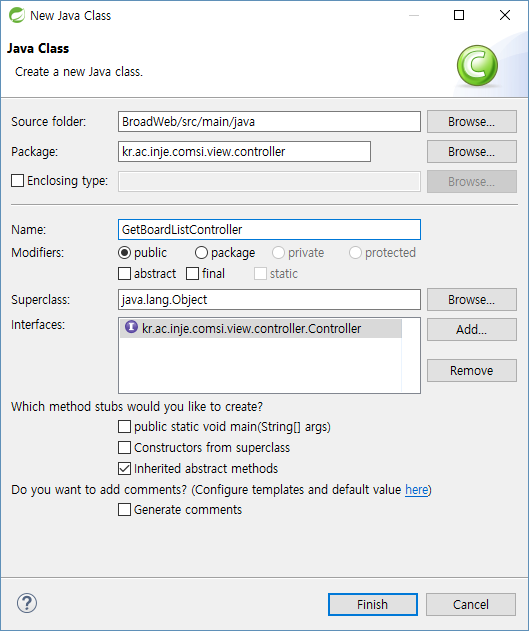 New Java Class
Java Class
Create a new Java class.
Source folder: BroadWeb/src/main/java Browse...
Package: kr.ac.inje.comsi.view.controller Browse...
Enclosing type: Browse...
Name: GetBoardListController
Modifiers: public package private protected
abstract final static
Superclass: java.lang.Object Browse...
Interfaces: kr.ac.inje.comsi.view.controller.Controller Add...
Remove
Which method stubs would you like to create?
public static void main(String[] args)
Constructors from superclass
Inherited abstract methods
Do you want to add comments? (Configure templates and default value here)
Generate comments
? Finish Cancel